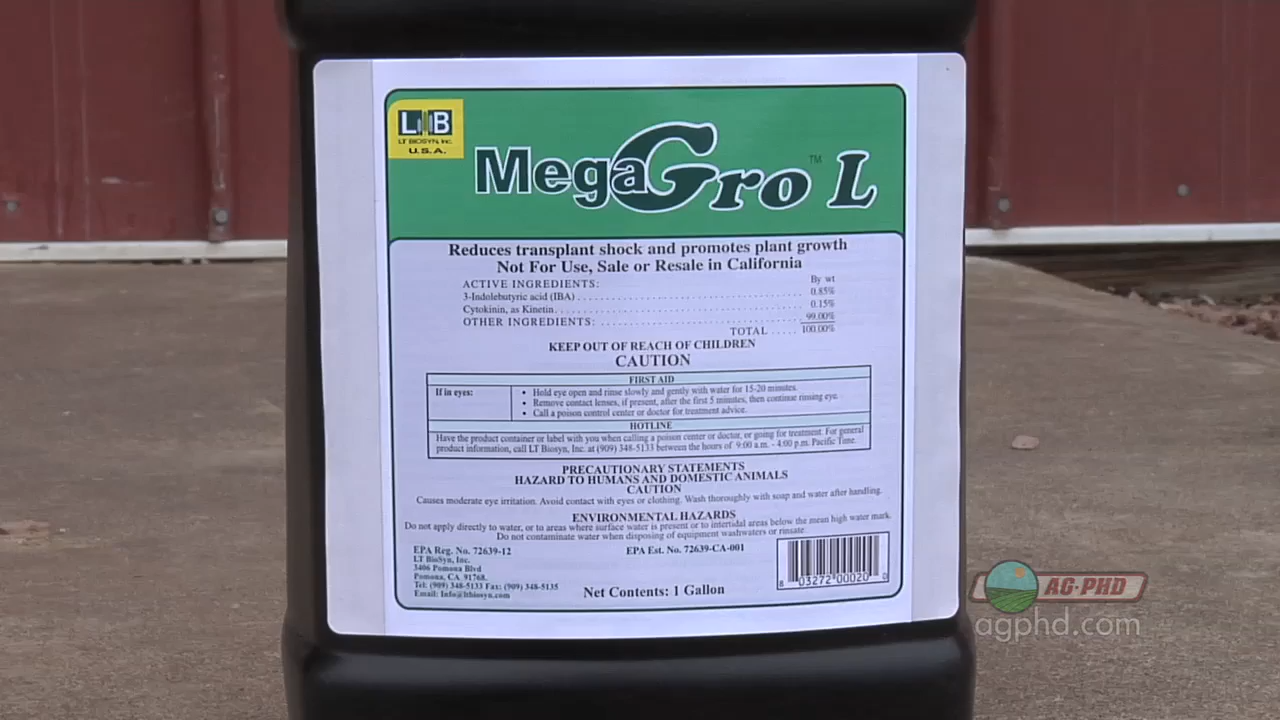 LIB
LT BIOSYN, Inc.
U.S.A.
MegaGro™ L
Reduces transplant shock and promotes plant growth
Not For Use, Sale or Resale in California
ACTIVE INGREDIENTS: By wt
3-Indolebutyric acid (IBA) 0.85%
Cytokinin, as Kinetin 0.15%
OTHER INGREDIENTS: 99.00%
TOTAL ..... 100.00%
KEEP OUT OF REACH OF CHILDREN
CAUTION
FIRST AID
If in eyes:
• Hold eye open and rinse slowly and gently with water for 15-20 minutes.
• Remove contact lenses, if present, after the first 5 minutes, then continue rinsing eye.
• Call a poison control center or doctor for treatment advice.
HOTLINE
Have the product container or label with you when calling a poison center or doctor, or going for treatment. For general
product information, call LT Biosyn, Inc. at (909) 348-5133 between the hours of 9:00 a.m. - 4:00 p.m. Pacific Time.
PRECAUTIONARY STATEMENTS
HAZARD TO HUMANS AND DOMESTIC ANIMALS
CAUTION
Causes moderate eye irritation. Avoid contact with eyes or clothing. Wash thoroughly with soap and water after handling.
ENVIRONMENTAL HAZARDS
Do not apply directly to water, or to areas where surface water is present or to intertidal areas below the mean high water mark.
Do not contaminate water when disposing of equipment washwaters or rinsate.
EPA Reg. No. 72639-12
LT BioSyn, Inc.
3406 Pomona Blvd
Pomona, CA 91768.
Tel: (909) 348-5133 Fax: (909) 348-5135
Email: Info@ltbiosyn.com
EPA Est. No. 72639-CA-001
Net Contents: 1 Gallon
8 03272 00020 0
AG-PHD
agphd.com